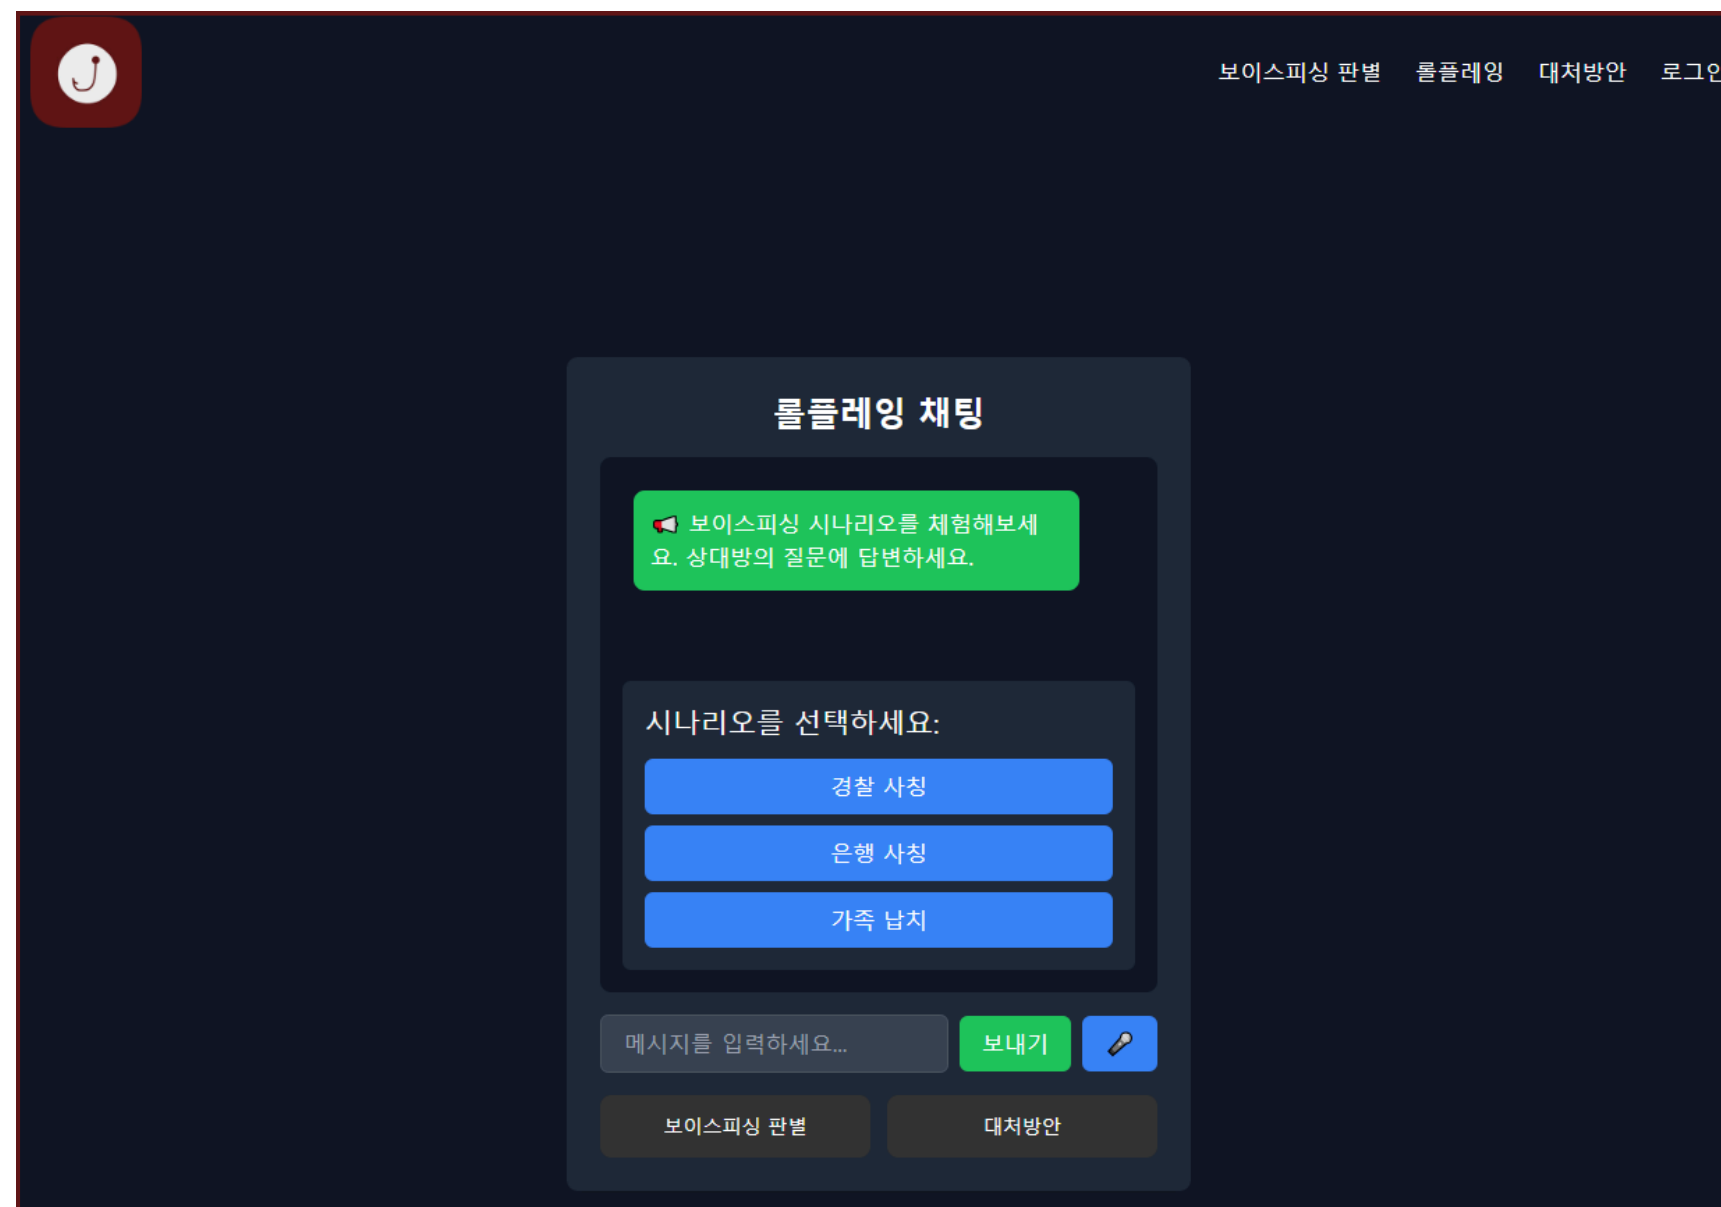 보이스피싱 판별 롤플레잉 대처방안 로그인
롤플레잉 채팅
📢 보이스피싱 시나리오를 체험해보세
요. 상대방의 질문에 답변하세요.
시나리오를 선택하세요:
경찰 사칭
은행 사칭
가족 납치
메시지를 입력하세요...
보내기
보이스피싱 판별
대처방안